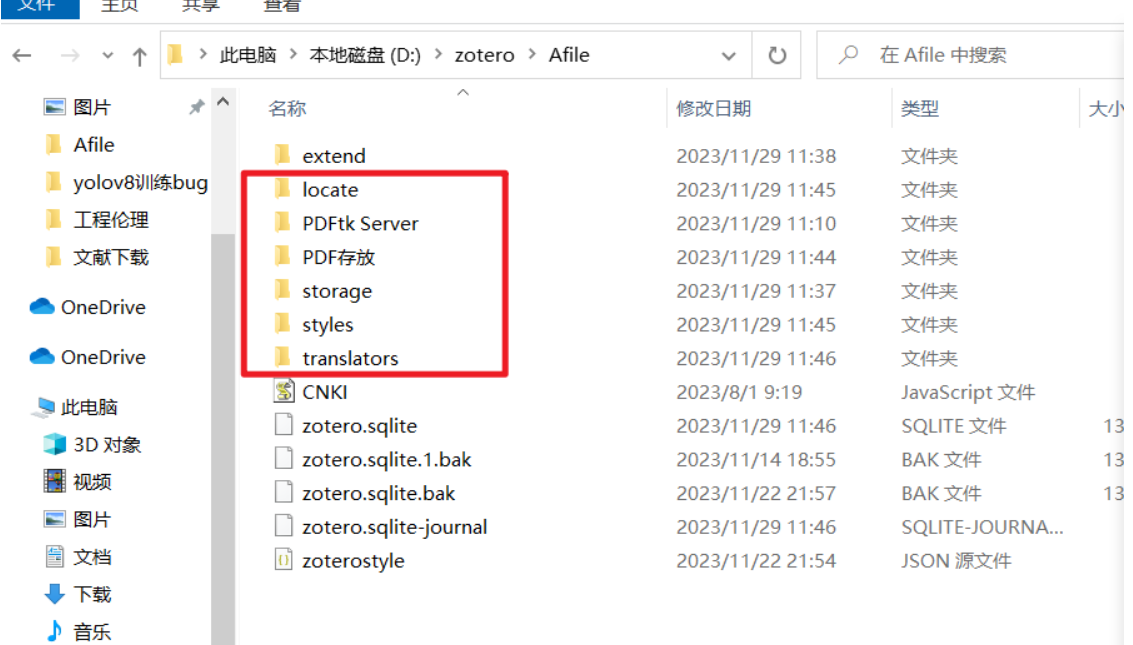 文件 主页 共享 查看
此电脑 本地磁盘 (D:) zotero Afile 在 Afile 中搜索
图片
Afile
yolov8训练bug
工程伦理
文献下载
OneDrive
OneDrive
此电脑
3D 对象
视频
图片
文档
下载
音乐
名称 修改日期 类型 大小
extend 2023/11/29 11:38 文件夹
locate 2023/11/29 11:45 文件夹
PDFtk Server 2023/11/29 11:10 文件夹
PDF存放 2023/11/29 11:44 文件夹
storage 2023/11/29 11:37 文件夹
styles 2023/11/29 11:45 文件夹
translators 2023/11/29 11:46 文件夹
CNKI 2023/8/1 9:19 JavaScript 文件
zotero.sqlite 2023/11/29 11:46 SQLITE 文件 13
zotero.sqlite.1.bak 2023/11/14 18:55 BAK 文件 13
zotero.sqlite.bak 2023/11/22 21:57 BAK 文件 13
zotero.sqlite-journal 2023/11/29 11:46 SQLITE-JOURNA...
zoterostyle 2023/11/22 21:54 JSON 源文件